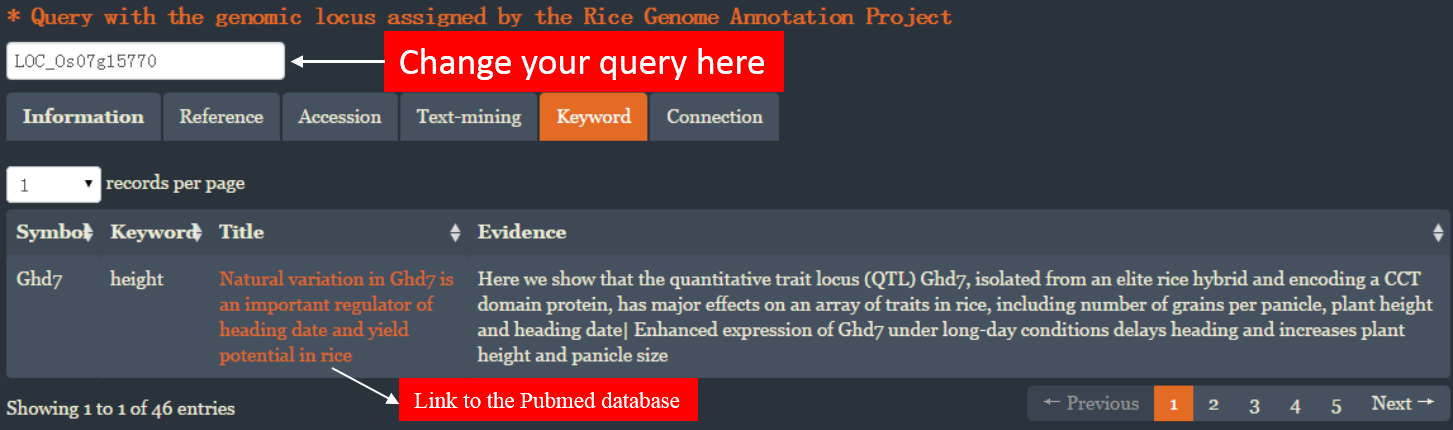 * Query with the genomic locus assigned by the Rice Genome Annotation Project
LOC_Os07g15770
Change your query here
Information Reference Accession Text-mining Keyword Connection
1 records per page
Symbol Keyword Title Evidence
Ghd7 height Natural variation in Ghd7 is Here we show that the quantitative trait locus (QTL) Ghd7, isolated from an elite rice hybrid and encoding a CCT
an important regulator of domain protein, has major effects on an array of traits in rice, including number of grains per panicle, plant height
heading date and yield and heading date| Enhanced expression of Ghd7 under long-day conditions delays heading and increases plant
potential in rice height and panicle size
Link to the Pubmed database
Showing 1 to 1 of 46 entries ← Previous 1 2 3 4 5 Next →